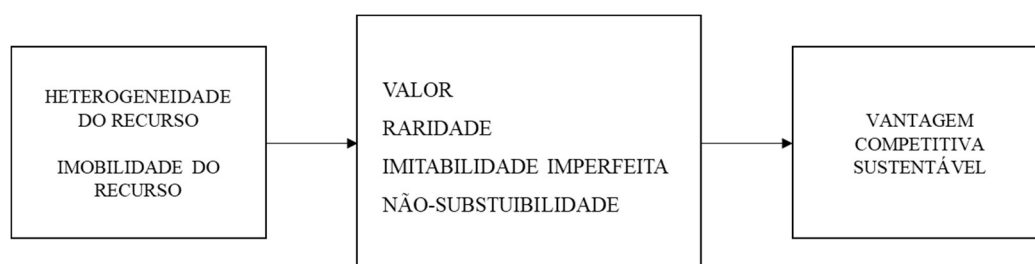 HETEROGENEIDADE
DO RECURSO
IMOBILIDADE DO
RECURSO
VALOR
RARIDADE
IMITABILIDADE IMPERFEITA
NÃO-SUBSTUIBILIDADE
VANTAGEM
COMPETITIVA
SUSTENTÁVEL